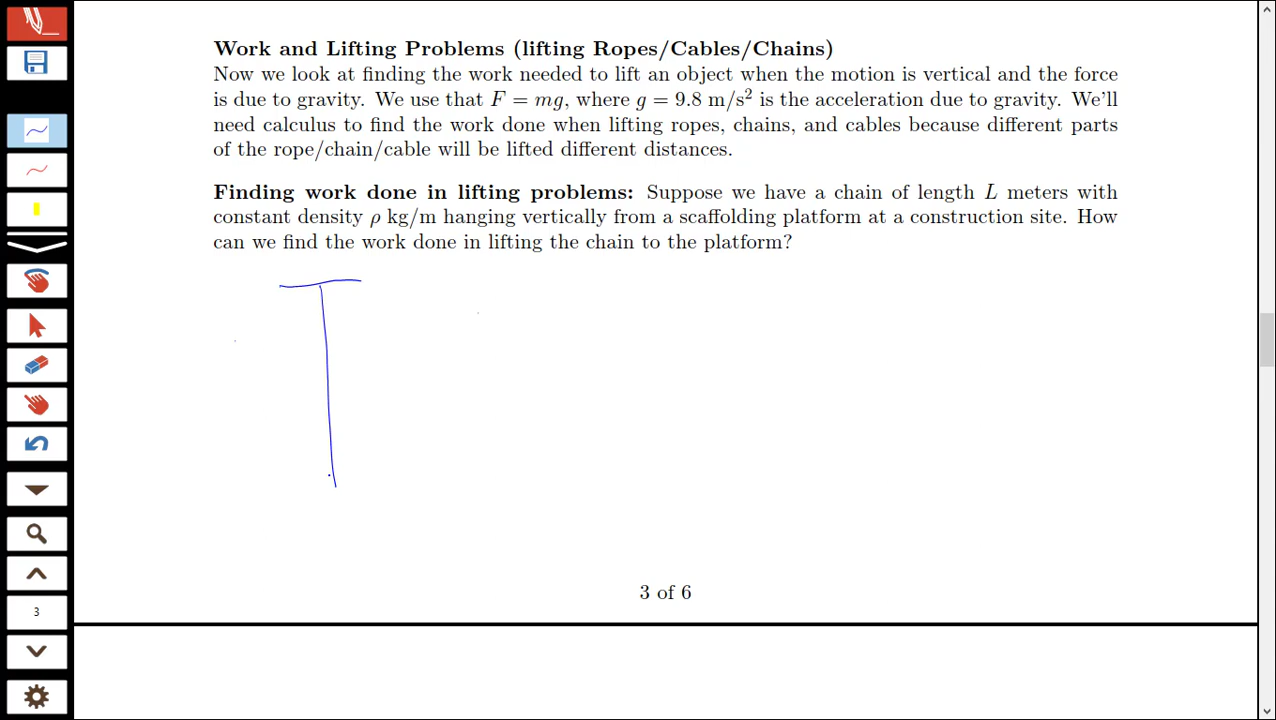 Work and Lifting Problems (lifting Ropes/Cables/Chains)
Now we look at finding the work needed to lift an object when the motion is vertical and the force
is due to gravity. We use that F = mg, where g = 9.8 m/s² is the acceleration due to gravity. We'll
need calculus to find the work done when lifting ropes, chains, and cables because different parts
of the rope/chain/cable will be lifted different distances.
Finding work done in lifting problems: Suppose we have a chain of length L meters with
constant density ρ kg/m hanging vertically from a scaffolding platform at a construction site. How
can we find the work done in lifting the chain to the platform?
3 of 6
3